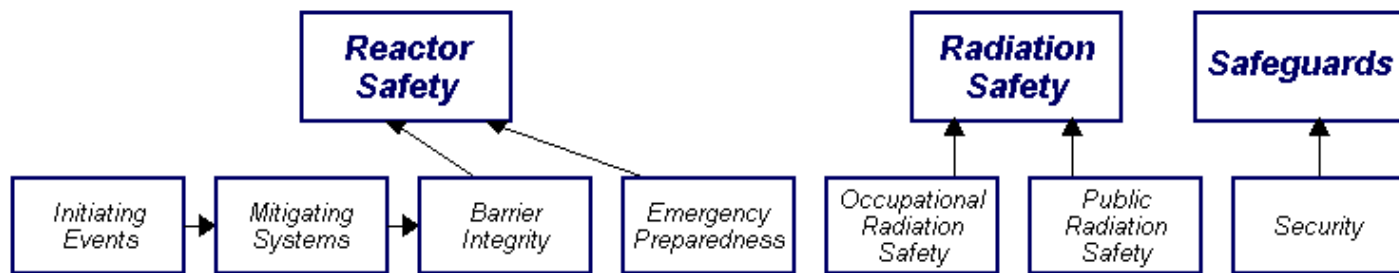 Reactor
Safety
Radiation
Safety
Safeguards
Initiating
Events
Mitigating
Systems
Barrier
Integrity
Emergency
Preparedness
Occupational
Radiation
Safety
Public
Radiation
Safety
Security